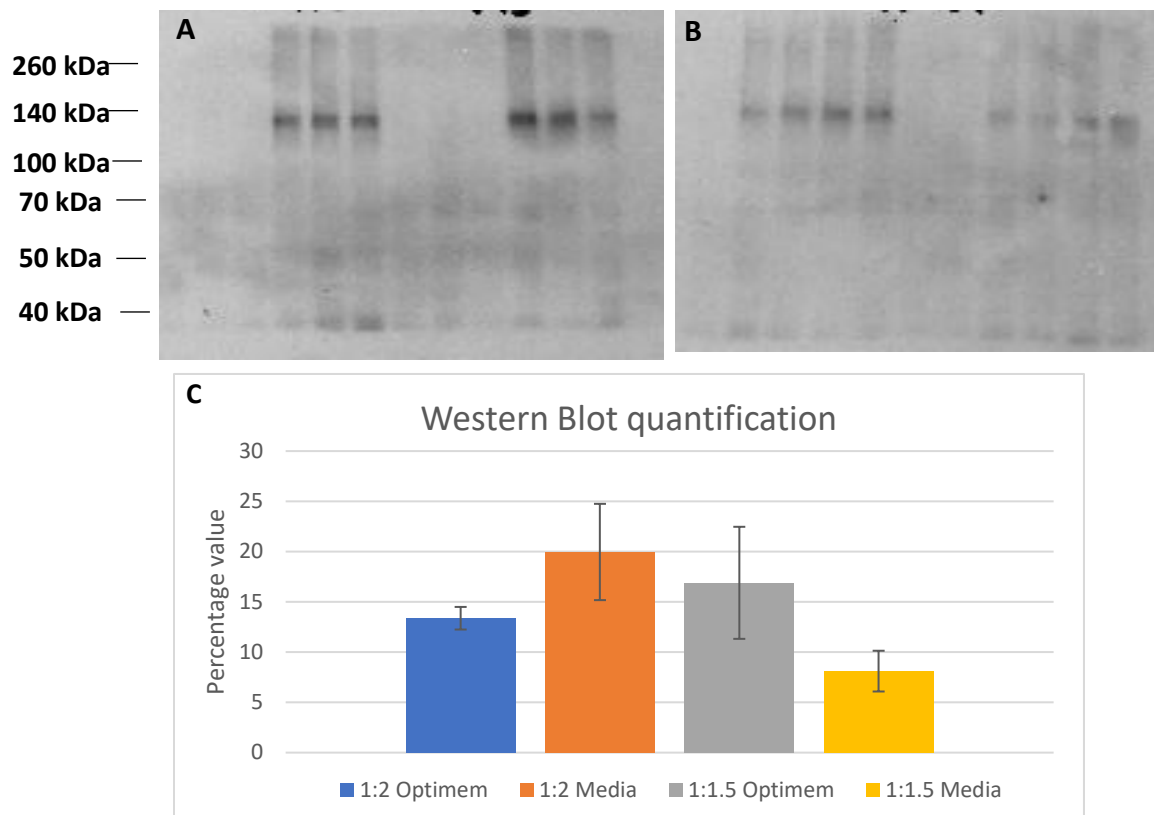 A
B
260 kDa
140 kDa
100 kDa
70 kDa
50 kDa
40 kDa
C
Western Blot quantification
Percentage value
30
25
20
15
10
5
0
1:2 Optimem 1:2 Media 1:1.5 Optimem 1:1.5 Media